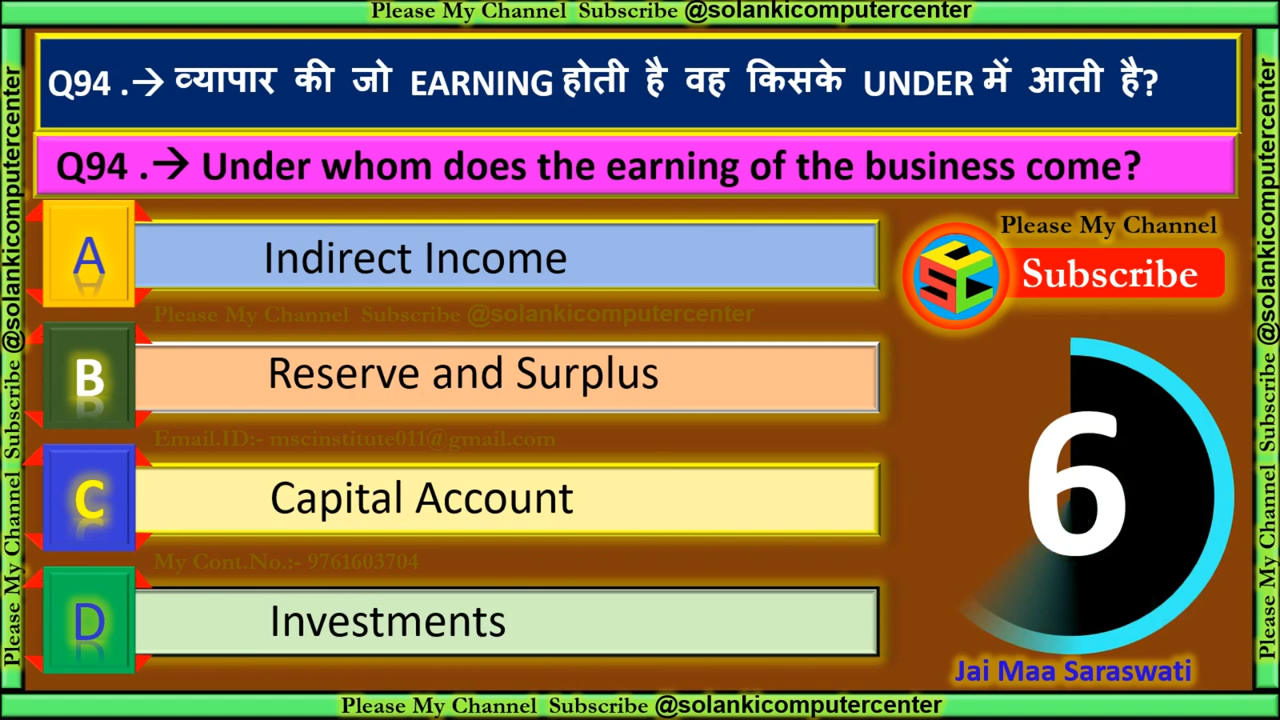 Please My Channel Subscribe @solankicomputercenter
Q94 .→ व्यापार की जो EARNING होती है वह किसके UNDER में आती है?
Q94 .→ Under whom does the earning of the business come?
A
Indirect Income
Please My Channel
Subscribe
SCC
Please My Channel Subscribe @solankicomputercenter
B
Reserve and Surplus
Email.ID:- mscinstitute011@gmail.com
C
Capital Account
6
My Cont.No.:- 9761603704
D
Investments
Jai Maa Saraswati
Please My Channel Subscribe @solankicomputercenter
Please My Channel Subscribe @solankicomputercenter
Please My Channel Subscribe @solankicomputercenter